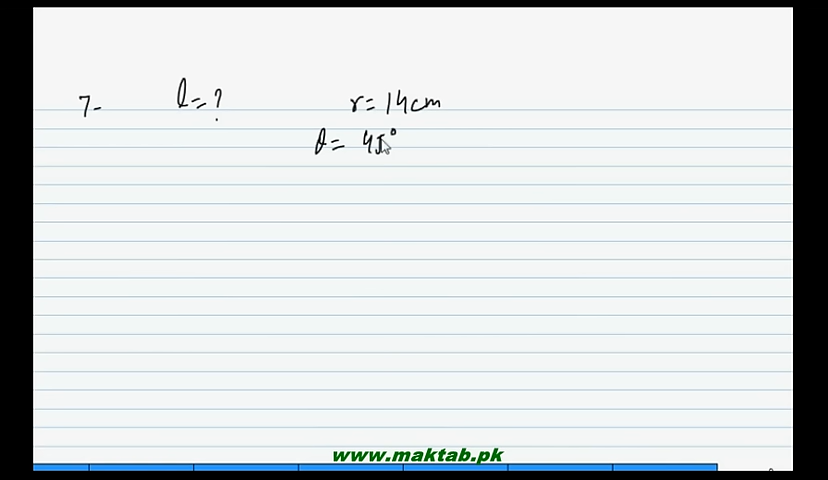 7- l = ? r = 14cm
θ = 45°
www.maktab.pk